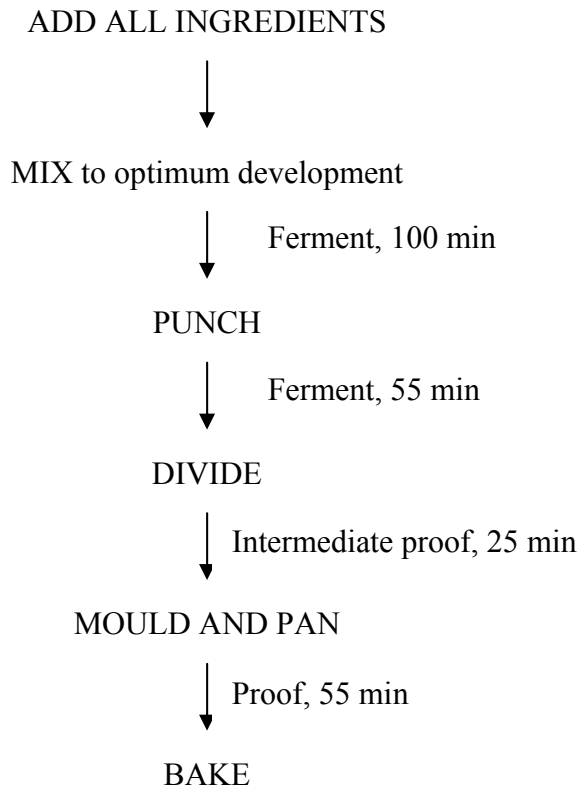 ADD ALL INGREDIENTS
MIX to optimum development
Ferment, 100 min
PUNCH
Ferment, 55 min
DIVIDE
Intermediate proof, 25 min
MOULD AND PAN
Proof, 55 min
BAKE